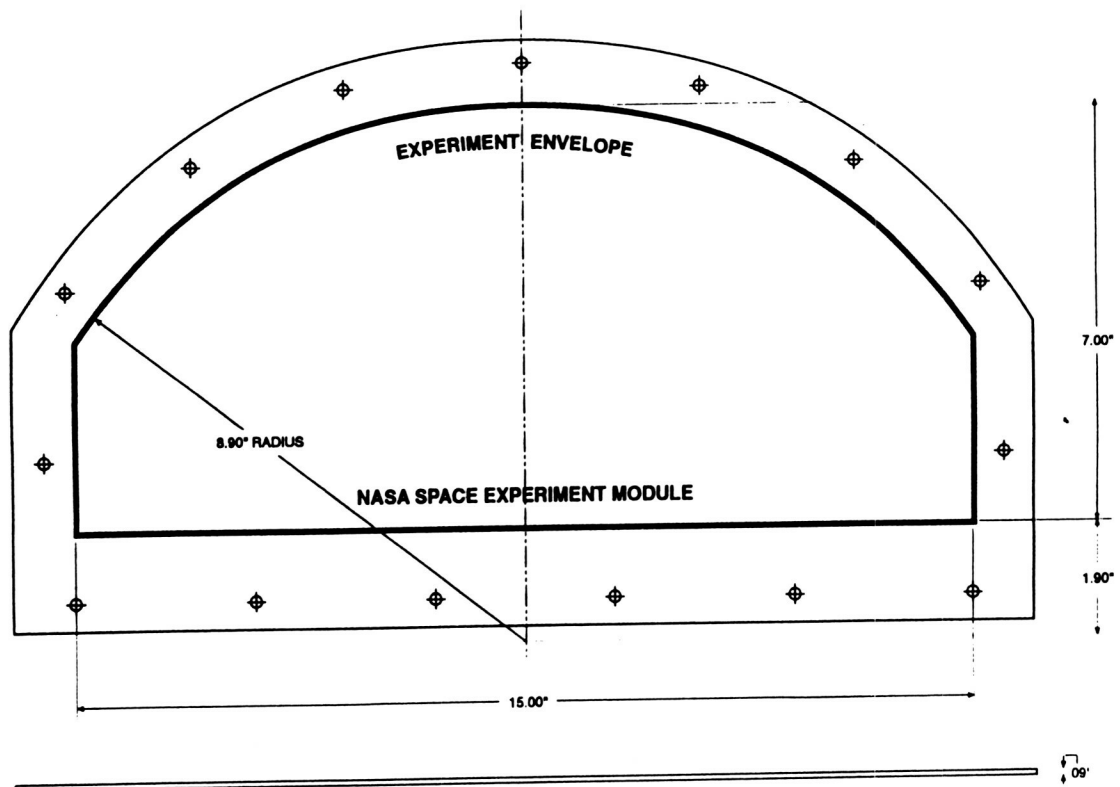 EXPERIMENT ENVELOPE
7.00"
8.90" RADIUS
NASA SPACE EXPERIMENT MODULE
1.90"
15.00"
.09"